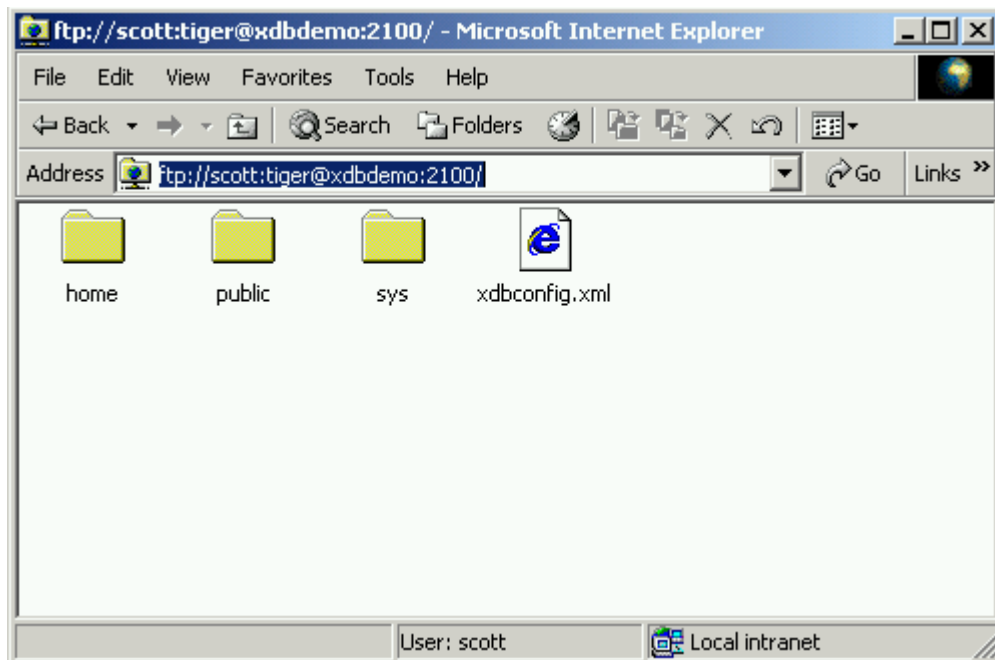 ftp://scott:tiger@xdbdemo:2100/ - Microsoft Internet Explorer
File Edit View Favorites Tools Help
Back Search Folders
Address ftp://scott:tiger@xdbdemo:2100/ Go Links »
home public sys xdbconfig.xml
User: scott Local intranet